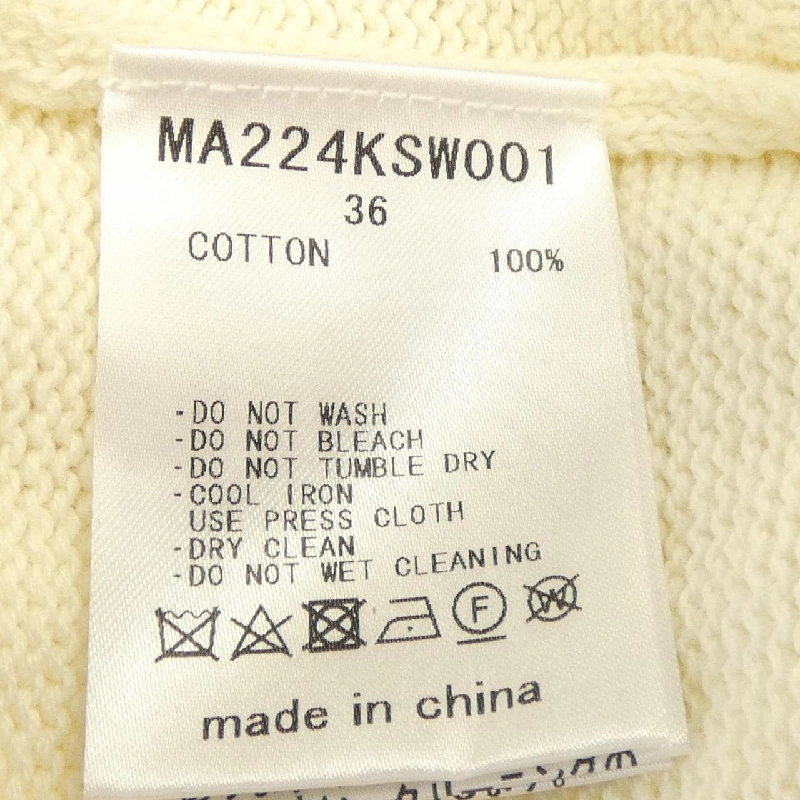 MA224KSW001
36
COTTON 100%
-DO NOT WASH
-DO NOT BLEACH
-DO NOT TUMBLE DRY
-COOL IRON
USE PRESS CLOTH
-DRY CLEAN
-DO NOT WET CLEANING
F W
made in china